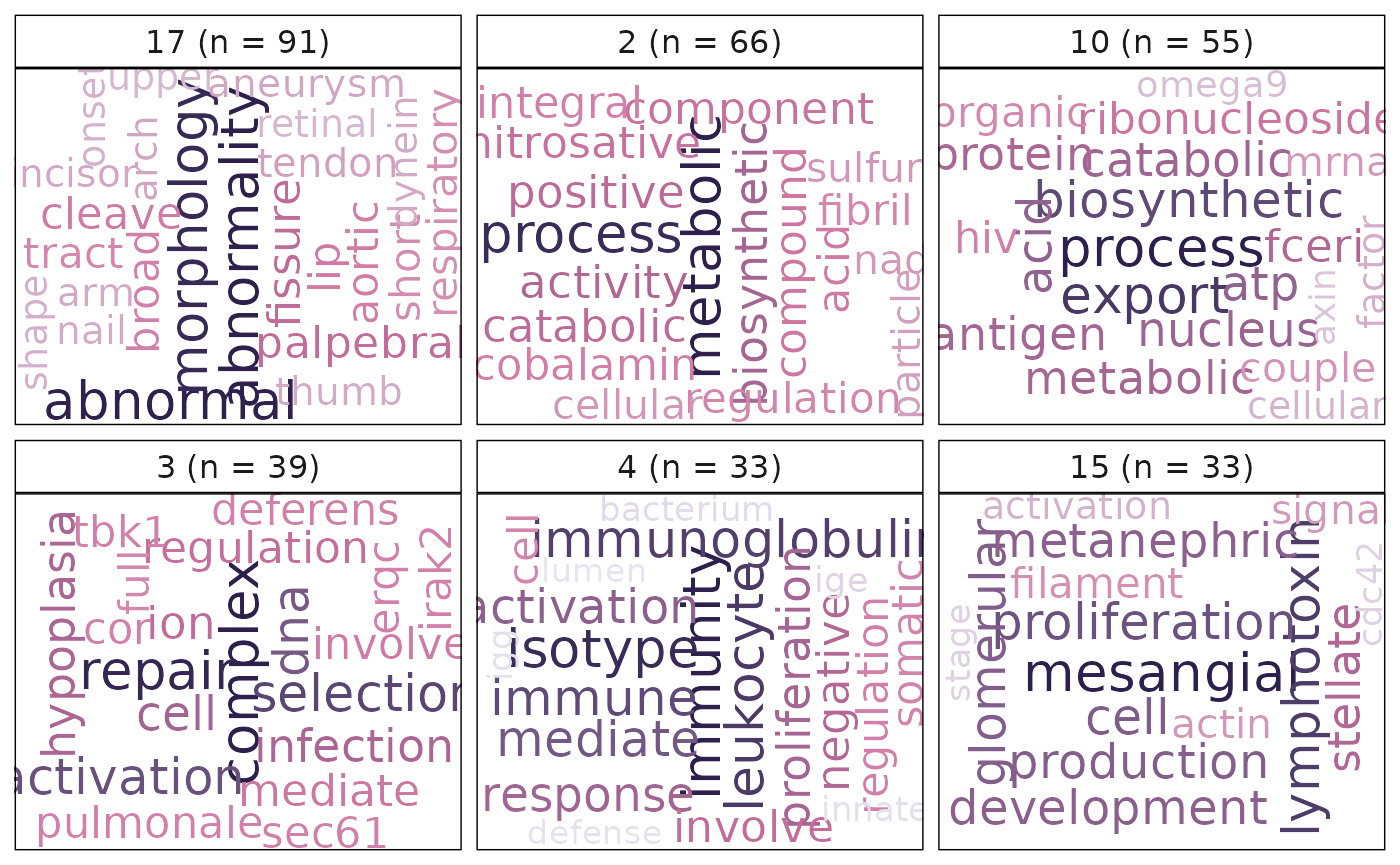 17 (n = 91)
onset
upper
aneurysm
morphology
abnormality
retinal
arch
tendon
dynein
respiratory
incisor
cleave
fissure
tract
broad
lip
aortic
short
shape
arm
nail
palpebral
abnormal
thumb
2 (n = 66)
integral
component
nitrosative
metabolic
biosynthetic
compound
sulfur
positive
fibril
process
acid
nad
activity
particle
catabolic
cobalamin
cellular
regulation
10 (n = 55)
omega9
organic
ribonucleoside
protein
catabolic
mrna
biosynthetic
acid
hiv
process
fceri
factor
export
atp
axin
antigen
nucleus
metabolic
couple
cellular
3 (n = 39)
deferens
hypoplasia
tbk1
regulation
full
erqc
irak2
complex
dna
cor
ion
involve
repair
selection
cell
infection
activation
mediate
pulmonale
sec61
4 (n = 33)
bacterium
cell
immunoglobulin
lumen
immunity
leukocyte
proliferation
ige
somatic
activation
negative
regulation
igg
isotype
immune
mediate
response
innate
defense
involve
15 (n = 33)
activation
signal
glomerular
metanephric
lymphotoxin
cdc42
filament
stage
proliferation
stellate
mesangial
cell
actin
production
development